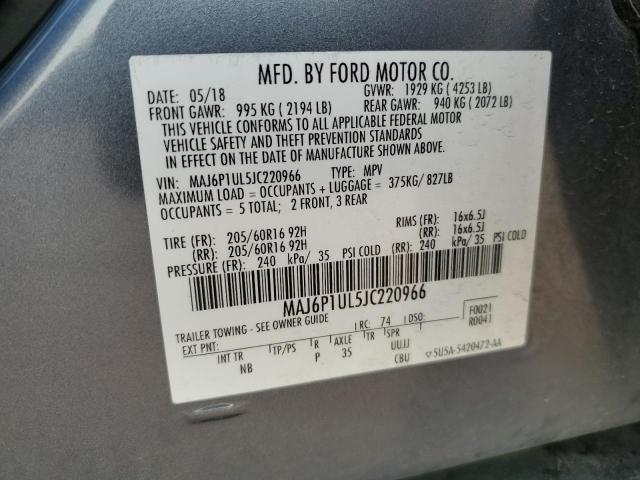 MFD. BY FORD MOTOR CO.
DATE: 05/18 GVWR: 1929 KG ( 4253 LB)
FRONT GAWR: 995 KG ( 2194 LB) REAR GAWR: 940 KG ( 2072 LB)
THIS VEHICLE CONFORMS TO ALL APPLICABLE FEDERAL MOTOR
VEHICLE SAFETY AND THEFT PREVENTION STANDARDS
IN EFFECT ON THE DATE OF MANUFACTURE SHOWN ABOVE.
VIN: MAJ6P1UL5JC220966 TYPE: MPV
MAXIMUM LOAD = OCCUPANTS + LUGGAGE = 375KG/ 827LB
OCCUPANTS = 5 TOTAL; 2 FRONT, 3 REAR
TIRE (FR): 205/60R16 92H RIMS (FR): 16x6.5J
(RR): 205/60R16 92H (RR): 16x6.5J
PRESSURE (FR): 240 kPa/ 35 PSI COLD (RR): 240 kPa/ 35 PSI COLD
MAJ6P1UL5JC220966
TRAILER TOWING - SEE OWNER GUIDE RC: 74 DSO: F0021
EXT PNT: R0041
INT TR TP/PS R AXLE TR SPR UUJJ
NB P 35 CBU 5U5A-5420472-AA